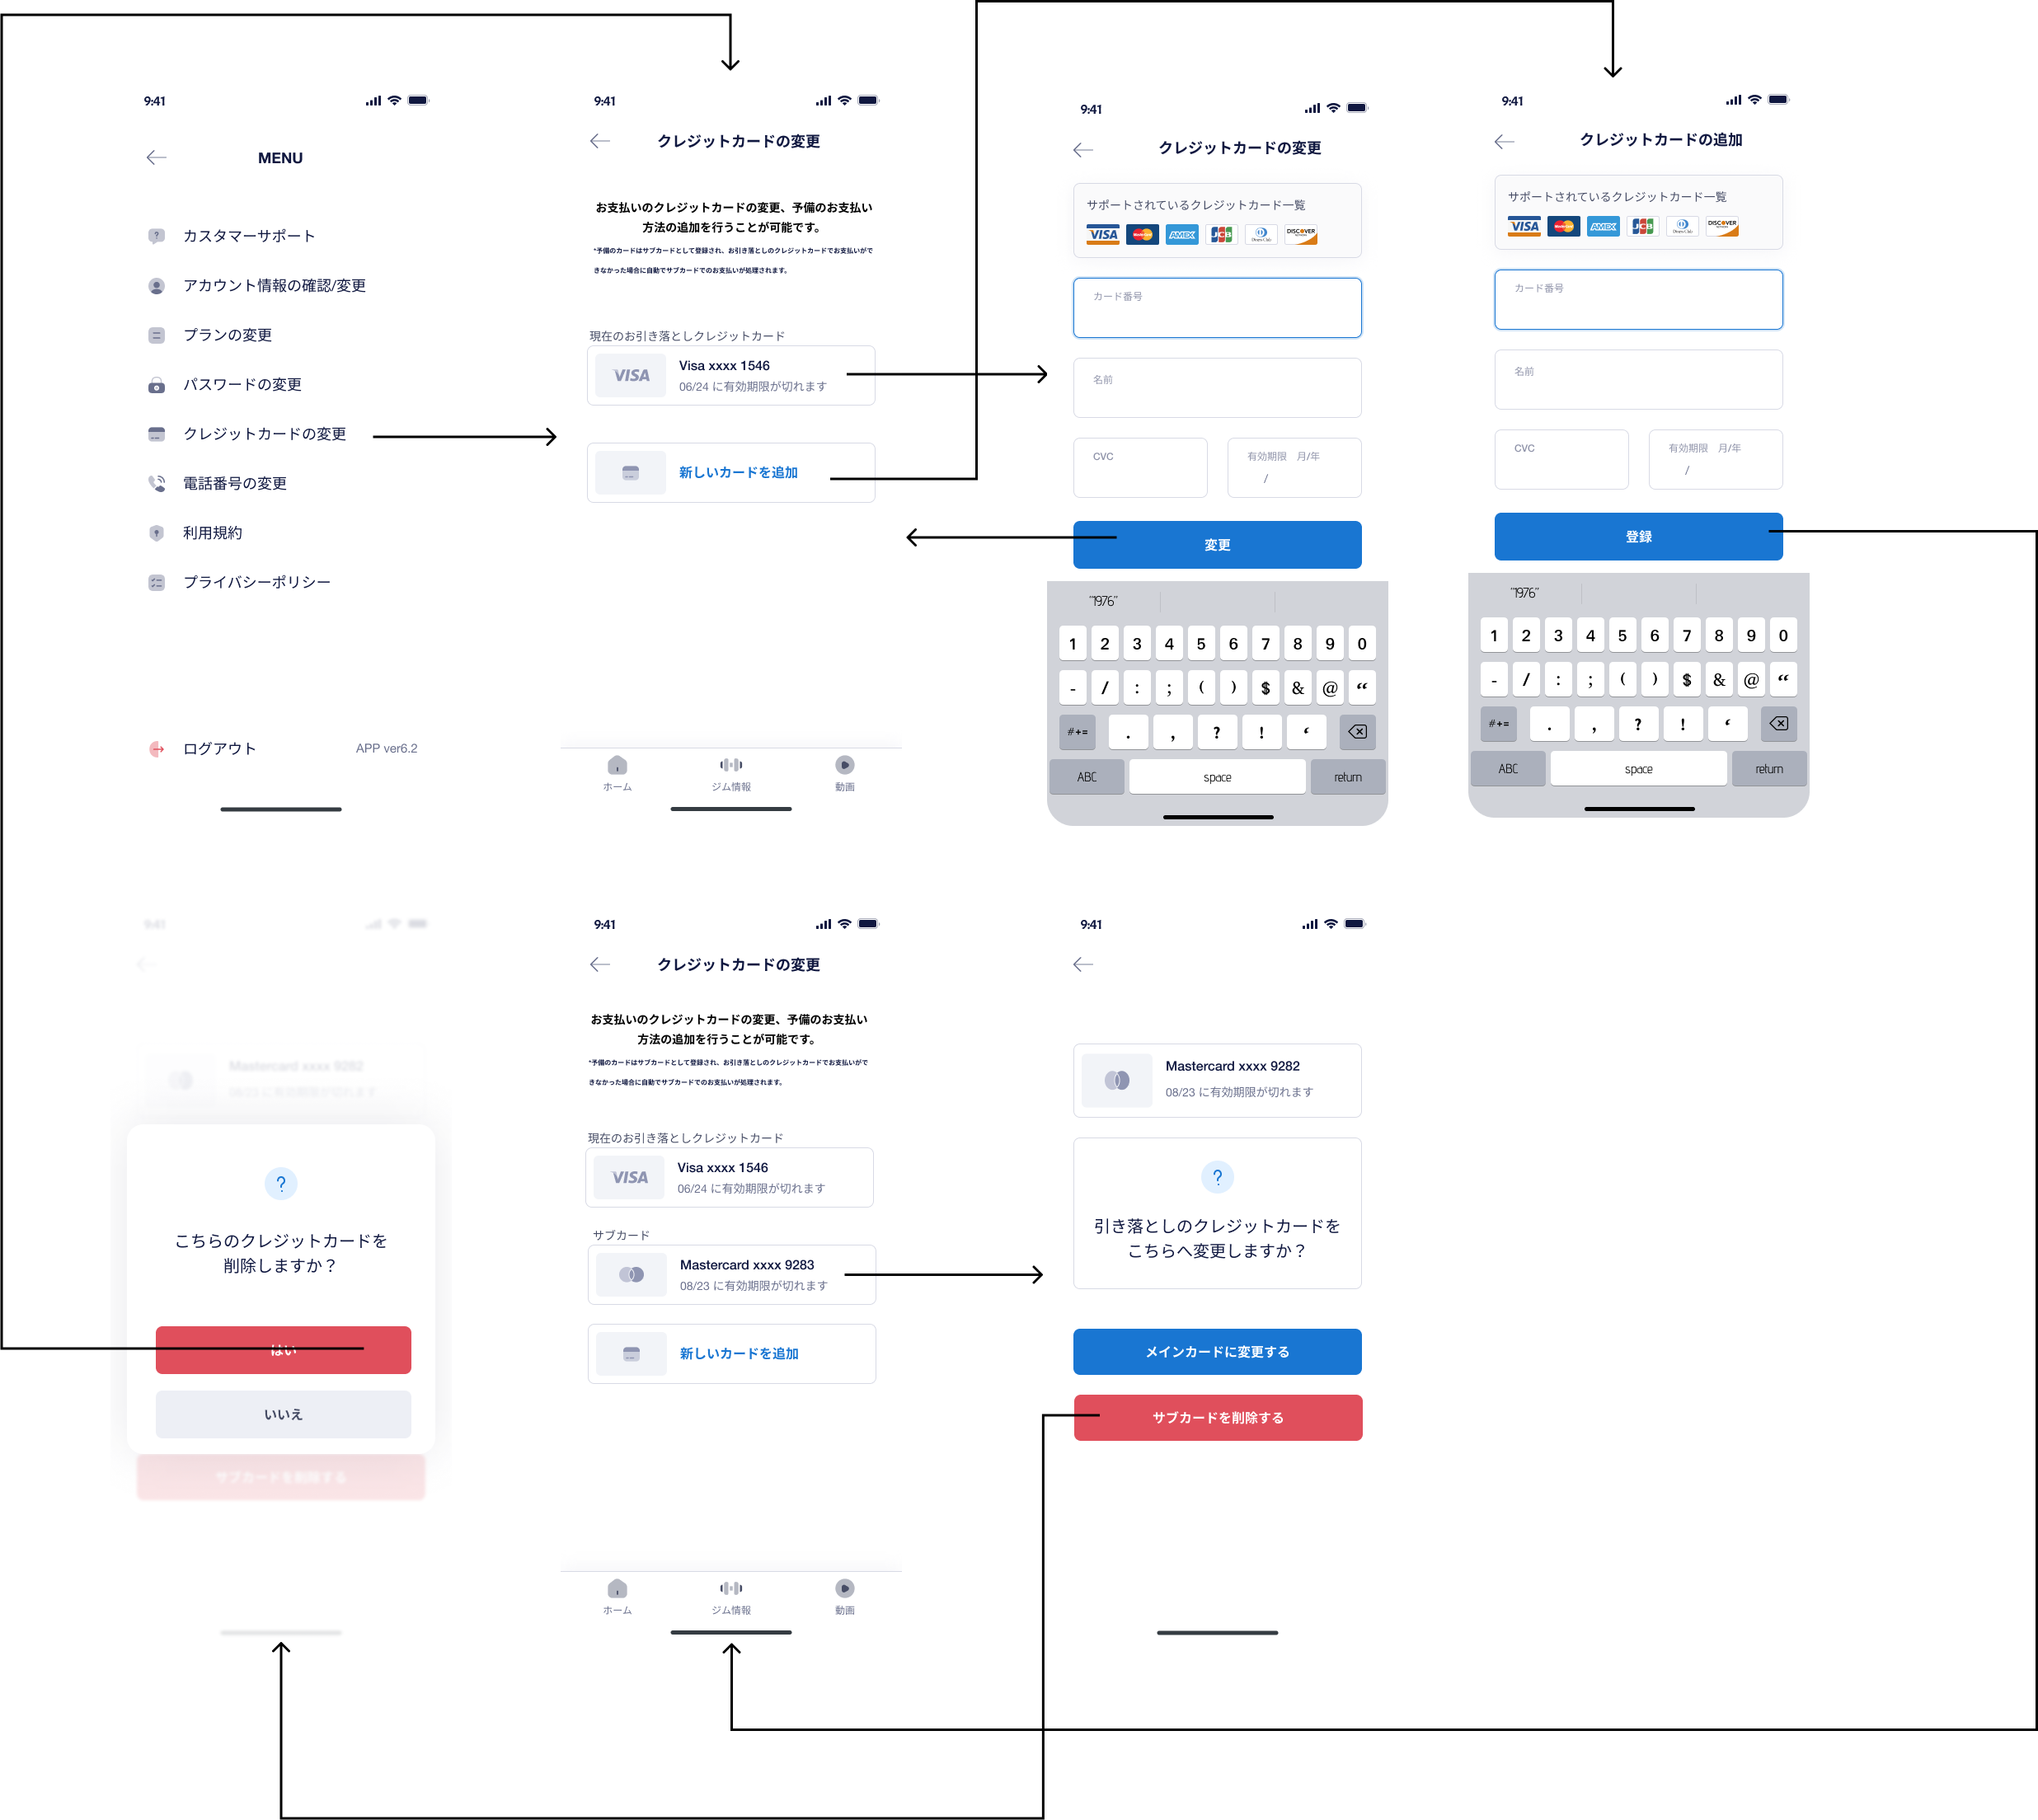 9:41
MENU
カスタマーサポート
アカウント情報の確認/変更
プランの変更
パスワードの変更
クレジットカードの変更
電話番号の変更
利用規約
プライバシーポリシー
ログアウト
APP ver6.2
9:41
クレジットカードの変更
お支払いのクレジットカードの変更、予備のお支払い
方法の追加を行うことが可能です。
*予備のカードはサブカードとして登録され、お引き落としのクレジットカードでお支払いがで
きなかった場合に自動でサブカードでのお支払いが処理されます。
現在のお引き落としクレジットカード
VISA
Visa xxxx 1546
06/24 に有効期限が切れます
新しいカードを追加
ホーム
ジム情報
動画
9:41
クレジットカードの変更
サポートされているクレジットカード一覧
VISA
MasterCard
AMEX
JCB
Diners Club
DISCOVER
カード番号
名前
CVC
有効期限 月/年
/
変更
"1976"
1 2 3 4 5 6 7 8 9 0
- / : ; ( ) $ & @ “
#+= . , ? ! ‘
ABC space return
9:41
クレジットカードの追加
サポートされているクレジットカード一覧
VISA
MasterCard
AMEX
JCB
Diners Club
DISCOVER
カード番号
名前
CVC
有効期限 月/年
/
登録
"1976"
1 2 3 4 5 6 7 8 9 0
- / : ; ( ) $ & @ “
#+= . , ? ! ‘
ABC space return
9:41
Mastercard xxxx 9282
08/23 に有効期限が切れます
こちらのクレジットカードを
削除しますか？
はい
いいえ
サブカードを削除する
9:41
クレジットカードの変更
お支払いのクレジットカードの変更、予備のお支払い
方法の追加を行うことが可能です。
*予備のカードはサブカードとして登録され、お引き落としのクレジットカードでお支払いがで
きなかった場合に自動でサブカードでのお支払いが処理されます。
現在のお引き落としクレジットカード
VISA
Visa xxxx 1546
06/24 に有効期限が切れます
サブカード
Mastercard xxxx 9283
08/23 に有効期限が切れます
新しいカードを追加
ホーム
ジム情報
動画
9:41
Mastercard xxxx 9282
08/23 に有効期限が切れます
引き落としのクレジットカードを
こちらへ変更しますか？
メインカードに変更する
サブカードを削除する